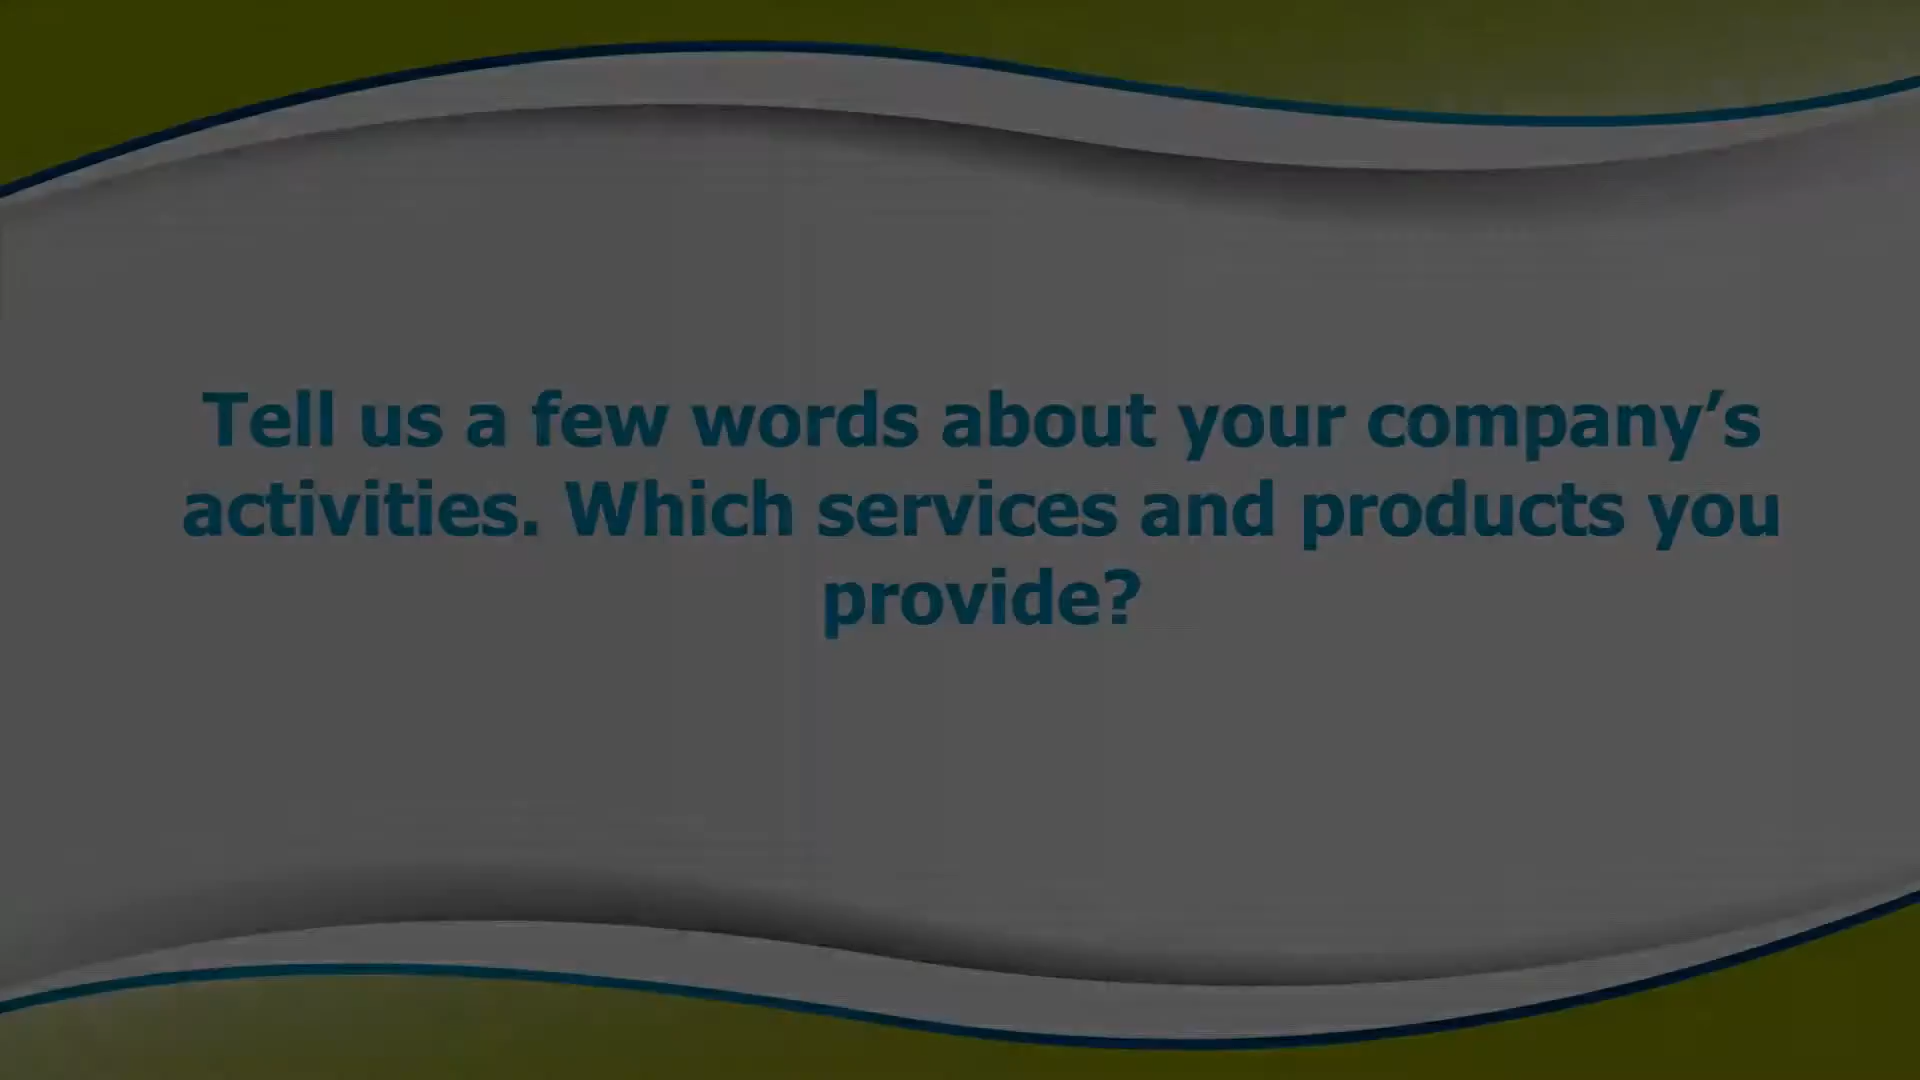 Tell us a few words about your company’s
activities. Which services and products you
provide?